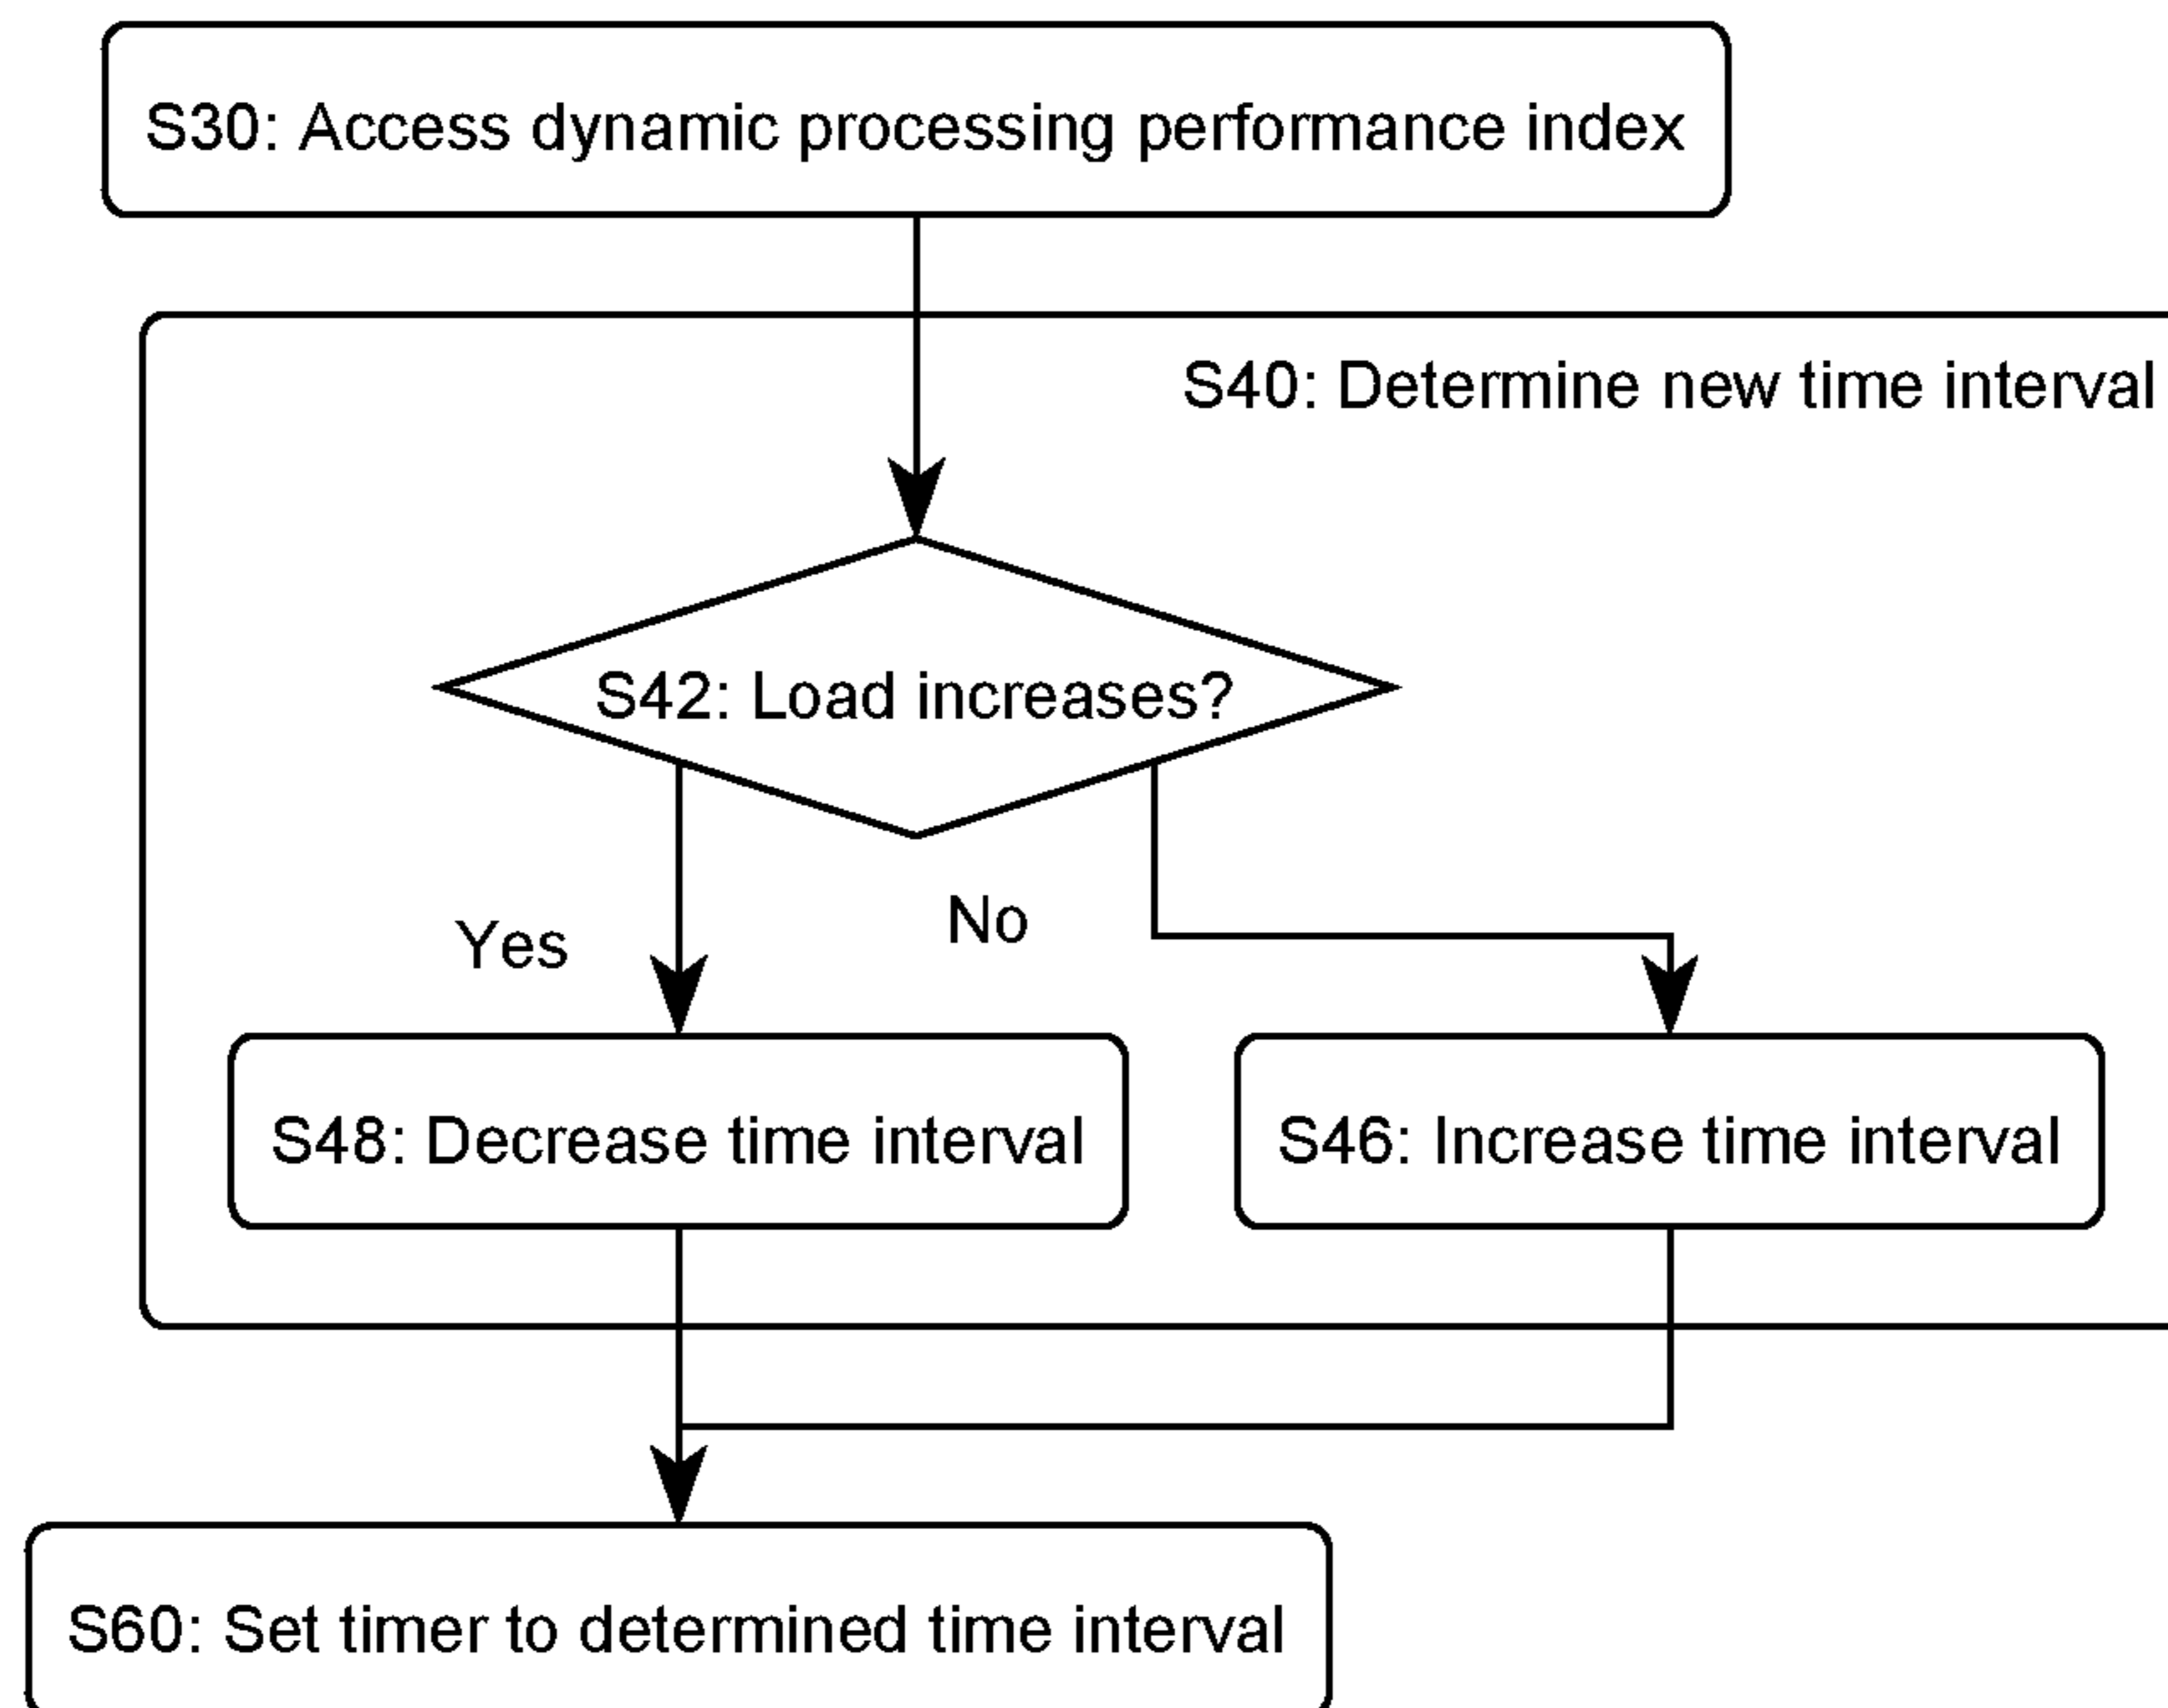 S30: Access dynamic processing performance index
S40: Determine new time interval
S42: Load increases?
Yes
No
S48: Decrease time interval
S46: Increase time interval
S60: Set timer to determined time interval